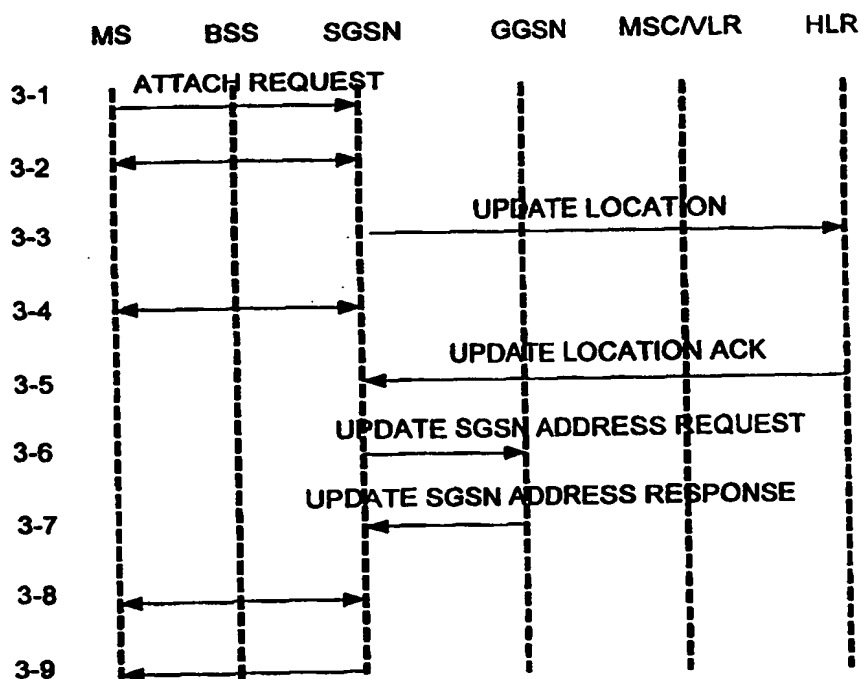 MS BSS SGSN GGSN MSC/VLR HLR
ATTACH REQUEST
3-1
3-2
UPDATE LOCATION
3-3
3-4
UPDATE LOCATION ACK
3-5
UPDATE SGSN ADDRESS REQUEST
3-6
UPDATE SGSN ADDRESS RESPONSE
3-7
3-8
3-9